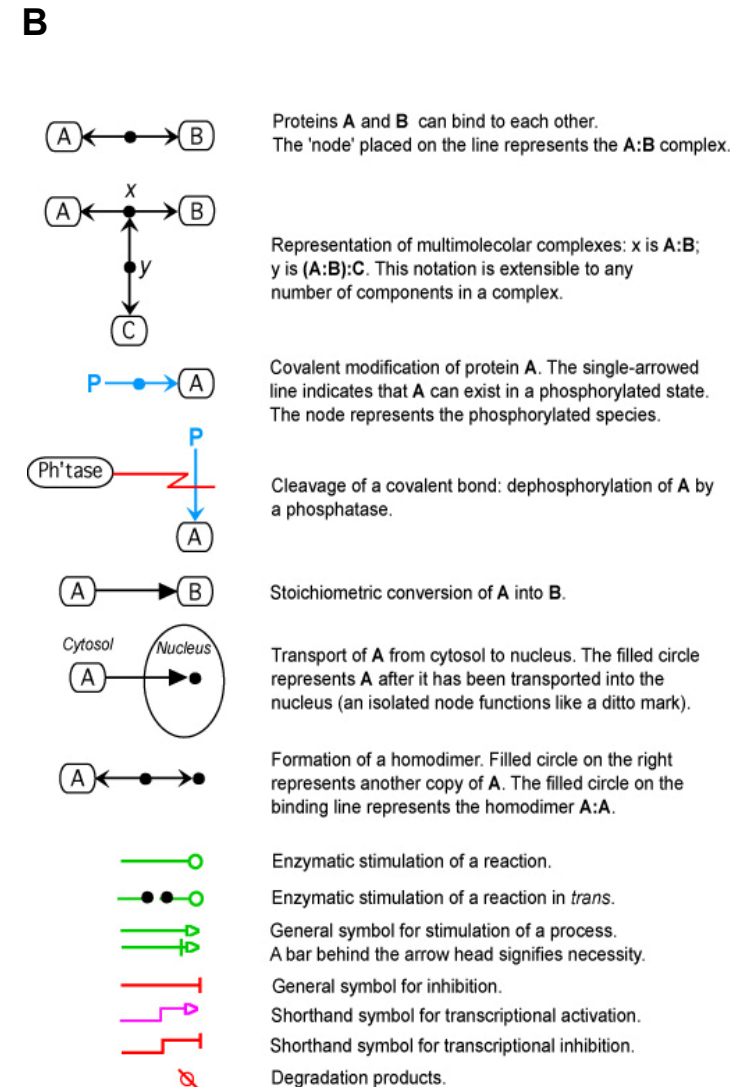 B
A B Proteins A and B can bind to each other.
The 'node' placed on the line represents the A:B complex.
x
A B
Representation of multimolecolar complexes: x is A:B;
y y is (A:B):C. This notation is extensible to any
number of components in a complex.
C
Covalent modification of protein A. The single-arrowed
P A line indicates that A can exist in a phosphorylated state.
The node represents the phosphorylated species.
P
Ph'tase
Cleavage of a covalent bond: dephosphorylation of A by
a phosphatase.
A
A B Stoichiometric conversion of A into B.
Cytosol Nucleus
Transport of A from cytosol to nucleus. The filled circle
A represents A after it has been transported into the
nucleus (an isolated node functions like a ditto mark).
Formation of a homodimer. Filled circle on the right
A represents another copy of A. The filled circle on the
binding line represents the homodimer A:A.
Enzymatic stimulation of a reaction.
Enzymatic stimulation of a reaction in trans.
General symbol for stimulation of a process.
A bar behind the arrow head signifies necessity.
General symbol for inhibition.
Shorthand symbol for transcriptional activation.
Shorthand symbol for transcriptional inhibition.
Degradation products.